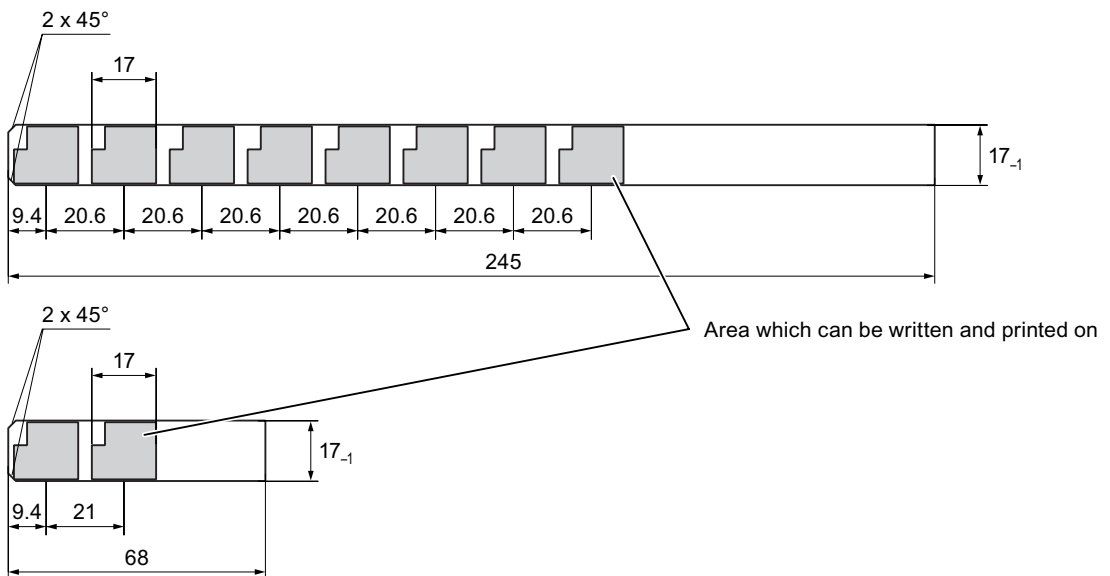 2 x 45°
17
17₋₁
9.4 20.6 20.6 20.6 20.6 20.6 20.6 20.6
245
2 x 45°
Area which can be written and printed on
17
17₋₁
9.4 21
68